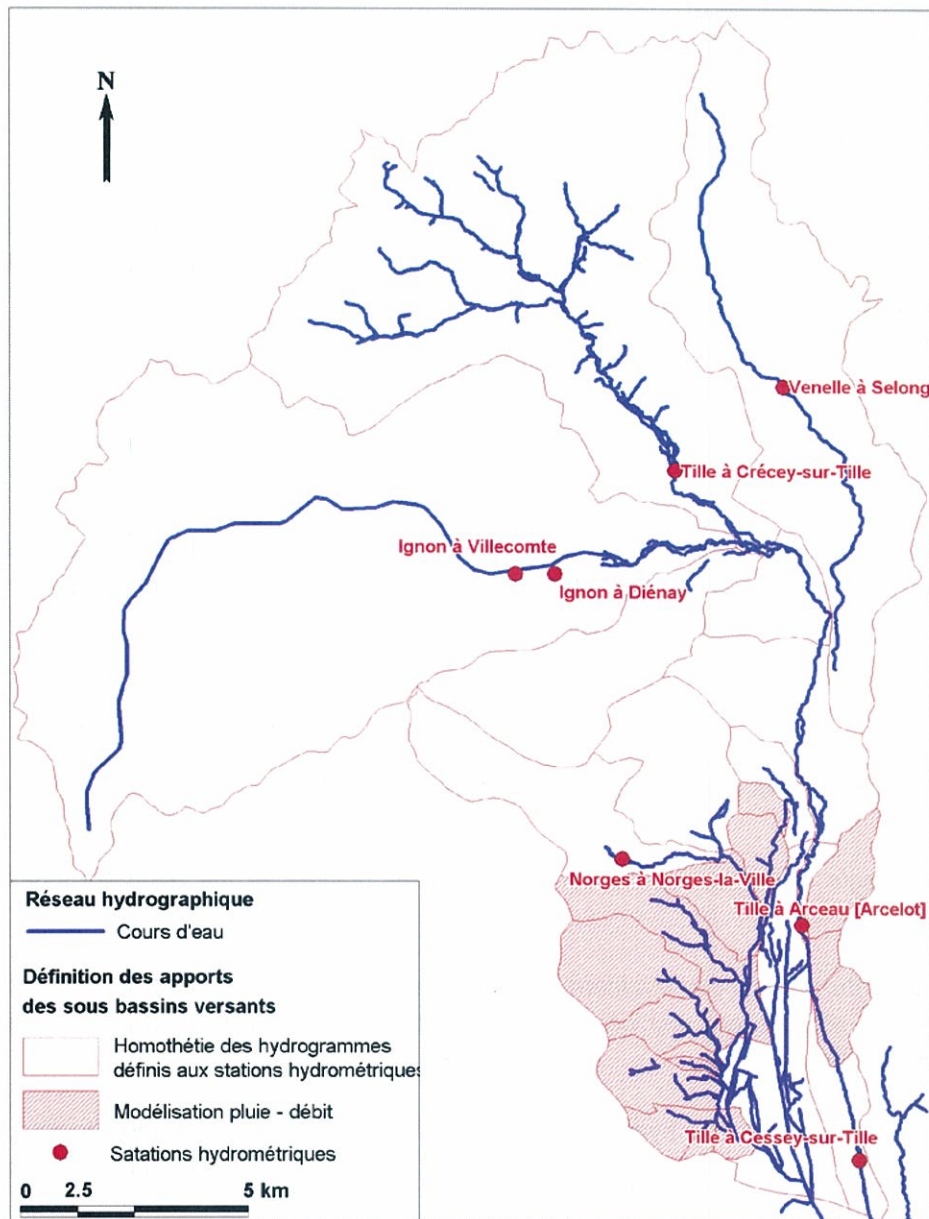 N
Venelle à Selong
Tille à Crécey-sur-Tille
Ignon à Villecomte
Ignon à Diénay
Norges à Norges-la-Ville
Tille à Arceau [Arcelot]
Tille à Cessey-sur-Tille
Réseau hydrographique
Cours d'eau
Définition des apports
des sous bassins versants
Homothétie des hydrogrammes
définis aux stations hydrométriques
Modélisation pluie - débit
Satations hydrométriques
0 2.5 5 km